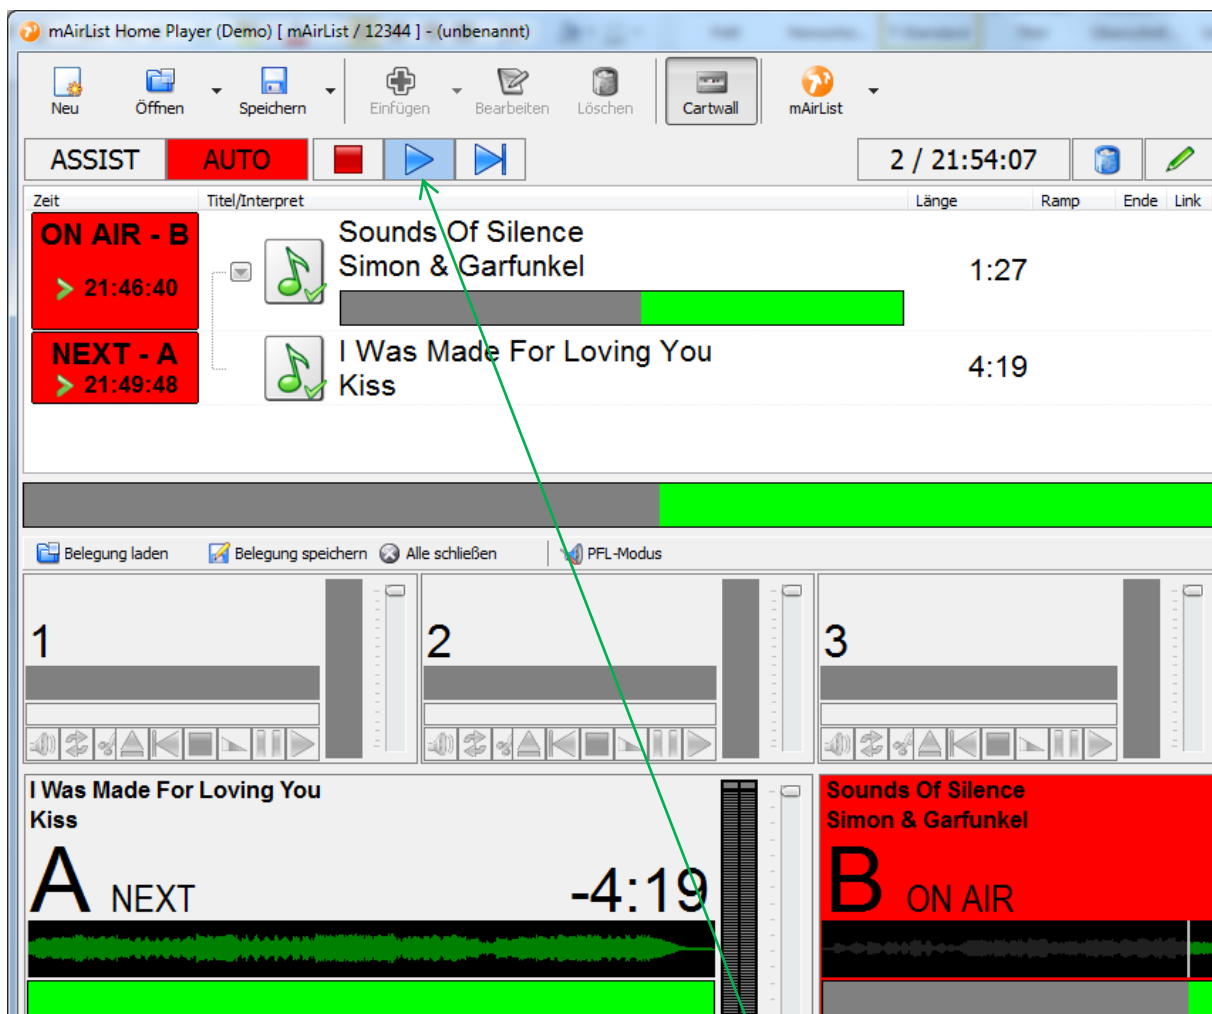 mAirList Home Player (Demo) [ mAirList / 12344 ] - (unbenannt)
Neu Öffnen Speichern Einfügen Bearbeiten Löschen Cartwall mAirList
ASSIST AUTO 2 / 21:54:07
Zeit Titel/Interpret Länge Ramp Ende Link
ON AIR - B
21:46:40
Sounds Of Silence
Simon & Garfunkel
1:27
NEXT - A
21:49:48
I Was Made For Loving You
Kiss
4:19
Belegung laden Belegung speichern Alle schließen PFL-Modus
1 2 3
I Was Made For Loving You
Kiss
A NEXT -4:19
Sounds Of Silence
Simon & Garfunkel
B ON AIR